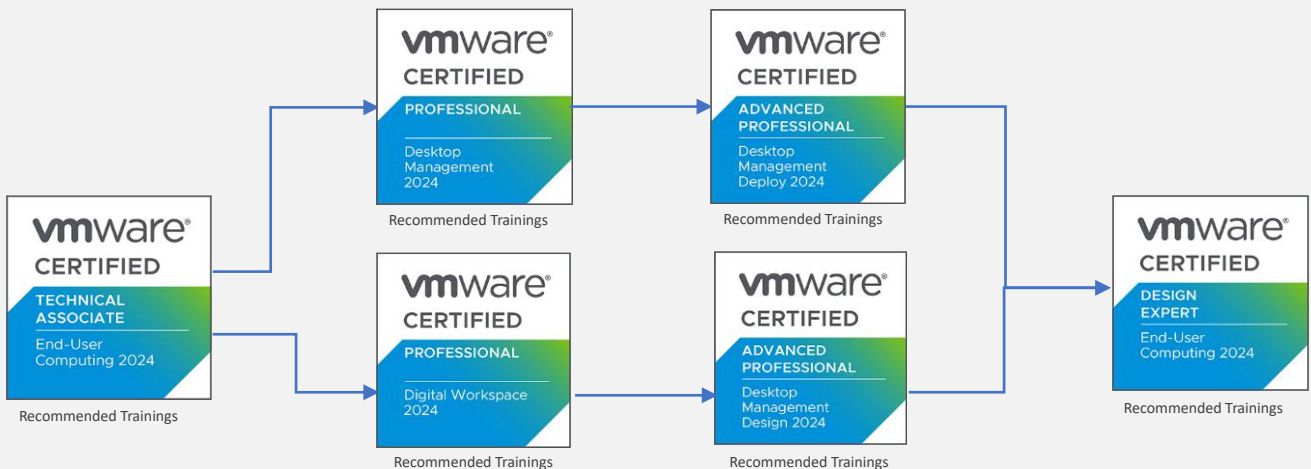 vmware®
CERTIFIED
TECHNICAL
ASSOCIATE
End-User
Computing 2024
Recommended Trainings
vmware®
CERTIFIED
PROFESSIONAL
Desktop
Management
2024
Recommended Trainings
vmware®
CERTIFIED
ADVANCED
PROFESSIONAL
Desktop
Management
Deploy 2024
Recommended Trainings
vmware®
CERTIFIED
PROFESSIONAL
Digital Workspace
2024
Recommended Trainings
vmware®
CERTIFIED
ADVANCED
PROFESSIONAL
Desktop
Management
Design 2024
Recommended Trainings
vmware®
CERTIFIED
DESIGN
EXPERT
End-User
Computing 2024
Recommended Trainings